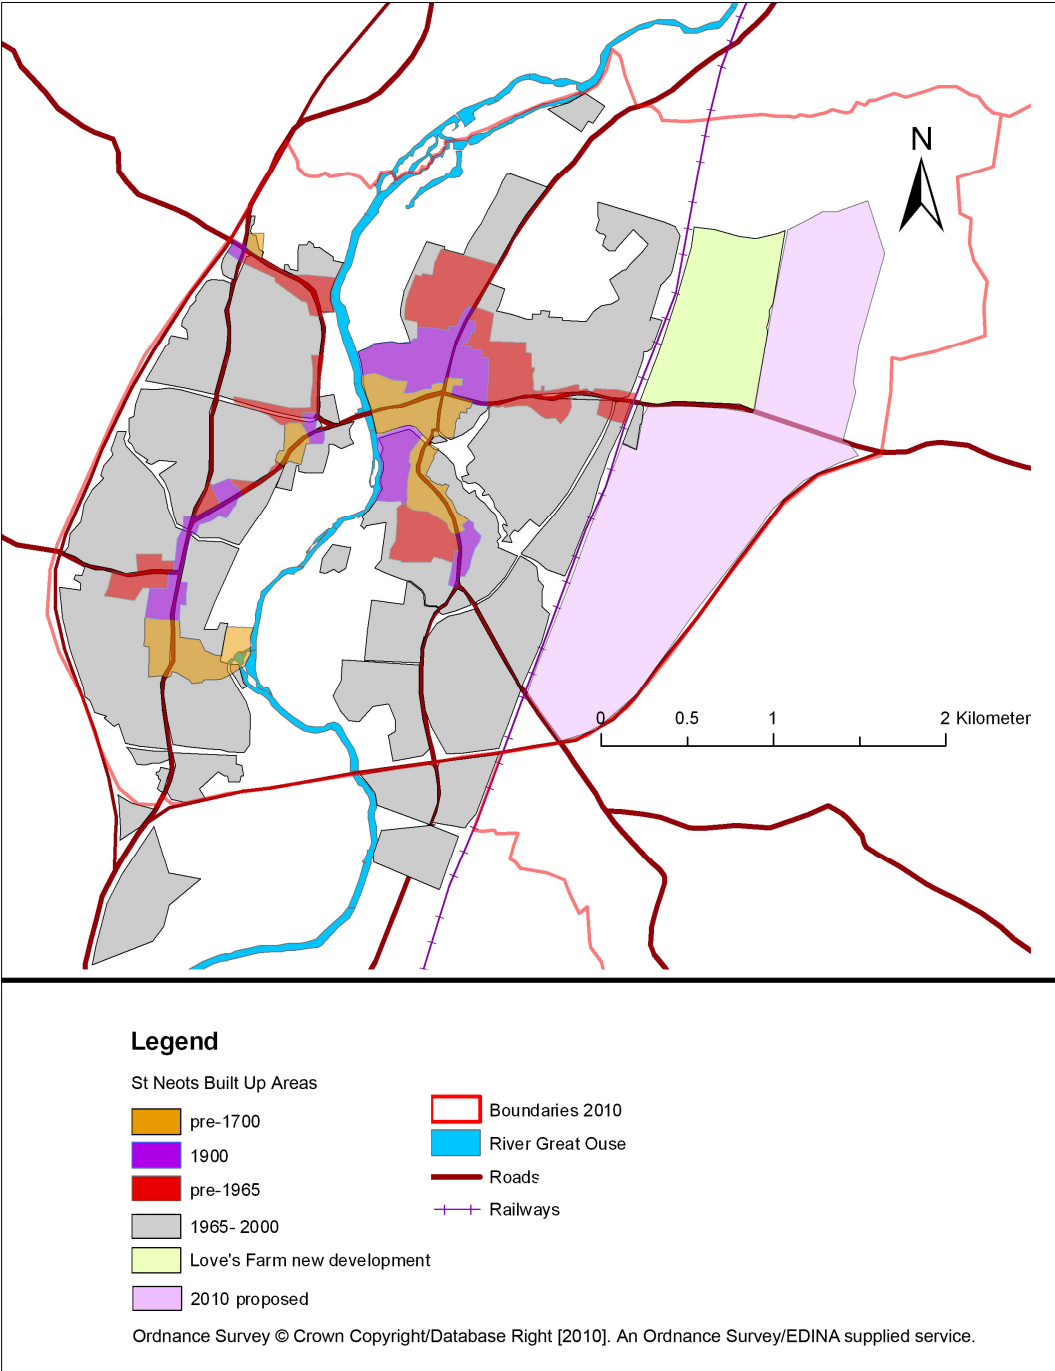 N
0 0.5 1 2 Kilometer
Legend
St Neots Built Up Areas
pre-1700
1900
pre-1965
1965- 2000
Love's Farm new development
2010 proposed
Boundaries 2010
River Great Ouse
Roads
Railways
Ordnance Survey © Crown Copyright/Database Right [2010]. An Ordnance Survey/EDINA supplied service.